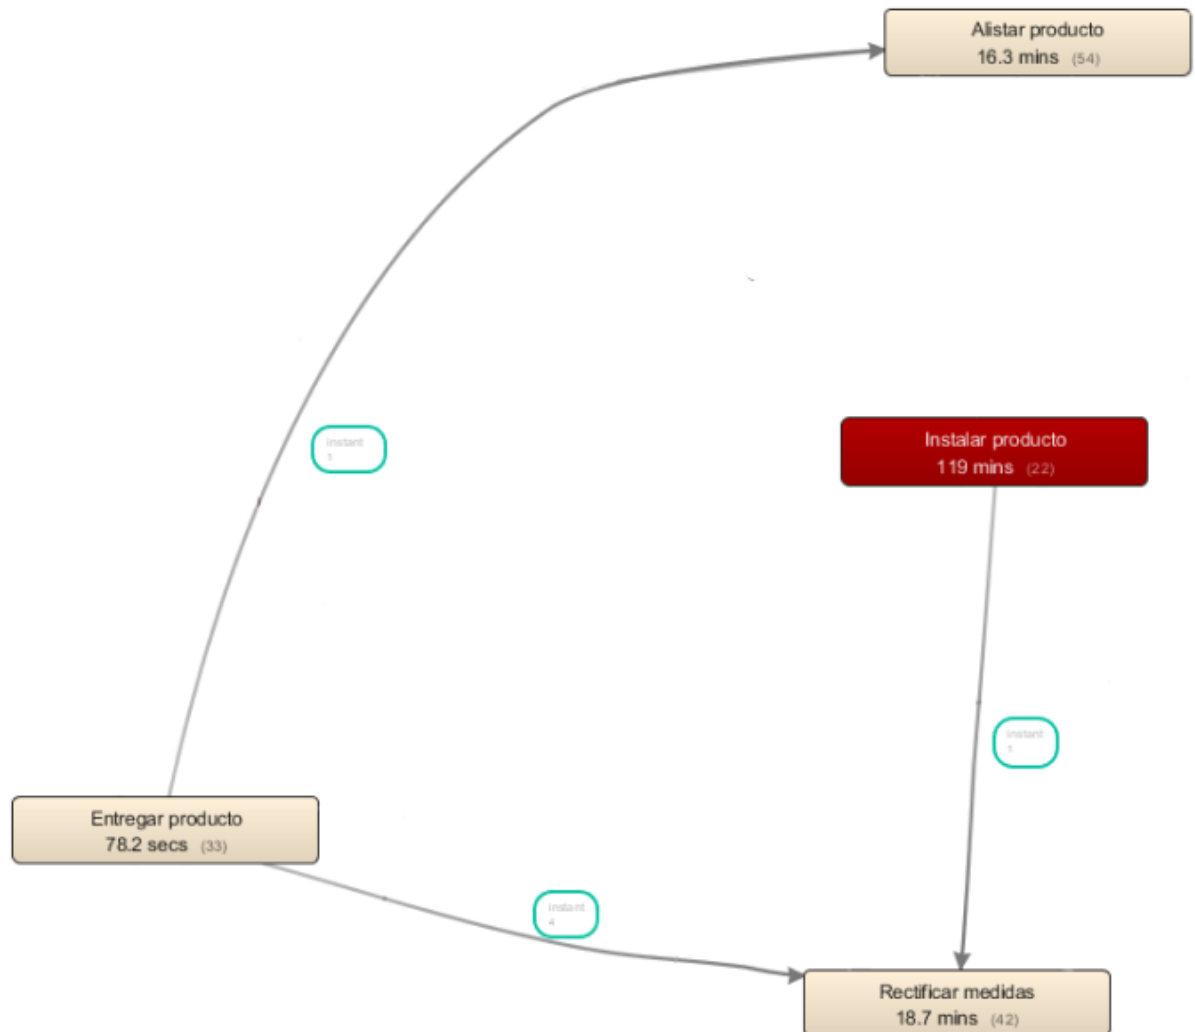 Alistar producto
16.3 mins (54)
instant
1
Instalar producto
119 mins (22)
instant
1
Entregar producto
78.2 secs (33)
instant
4
Rectificar medidas
18.7 mins (42)